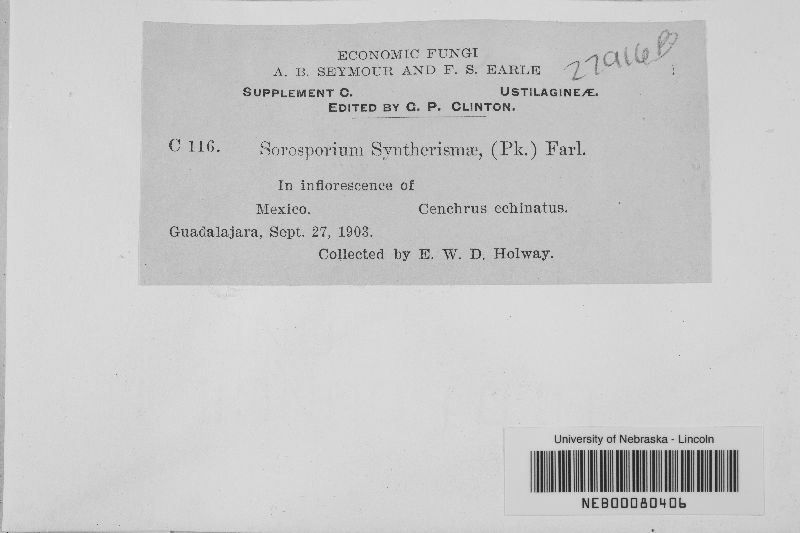 ECONOMIC FUNGI
A. B. SEYMOUR AND F. S. EARLE
27916B
SUPPLEMENT C. USTILAGINEÆ.
EDITED BY G. P. CLINTON.
C 116. Sorosporium Syntherismæ, (Pk.) Farl.
In inflorescence of
Mexico. Cenchrus echinatus.
Guadalajara, Sept. 27, 1903.
Collected by E. W. D. Holway.
University of Nebraska - Lincoln
NEB00080406